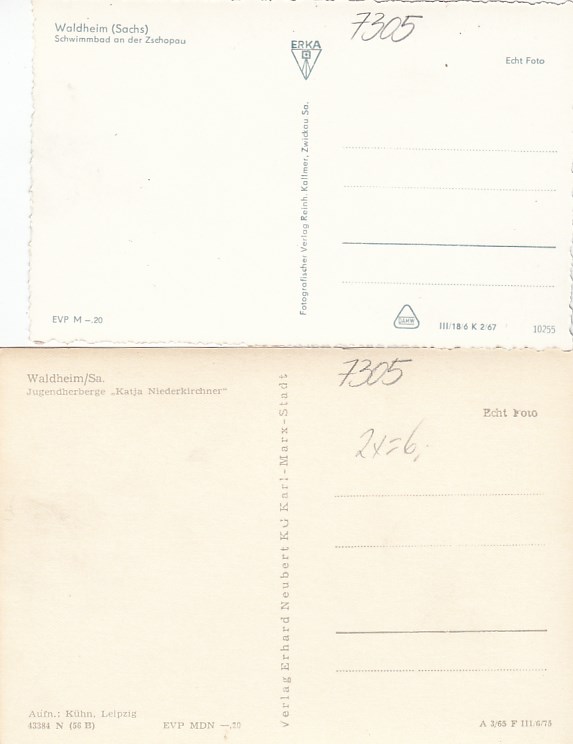 Waldheim (Sachs)
Schwimmbad an der Zschopau
7305
ERKA
Echt Foto
Fotografischer Verlag Reinh. Kallmer, Zwickau Sa.
EVP M –.20
III/18/6 K 2/67
10255
Waldheim/Sa.
Jugendherberge „Katja Niederkirchner“
7305
Echt Foto
2x=6,-
Verlag Erhard Neubert KG Karl-Marx-Stadt
Aufn.: Kühn, Leipzig
43384 N (56 B)
EVP MDN —.20
A 3/65 F III/6/75